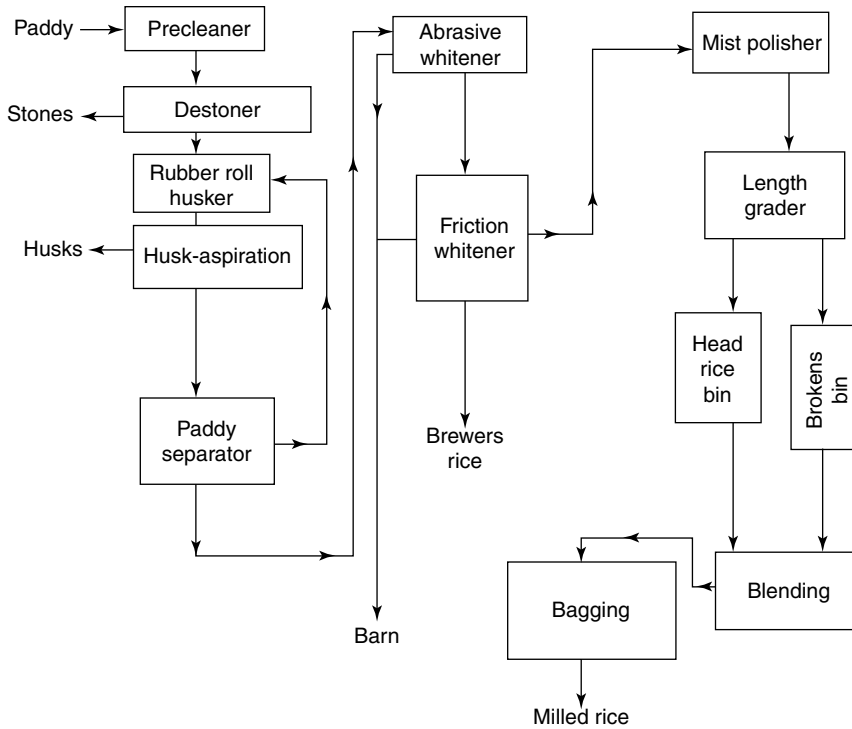 Paddy
Precleaner
Stones
Destoner
Rubber roll
husker
Husks
Husk-aspiration
Paddy
separator
Abrasive
whitener
Friction
whitener
Brewers
rice
Barn
Mist polisher
Length
grader
Head
rice
bin
Brokens
bin
Blending
Bagging
Milled rice